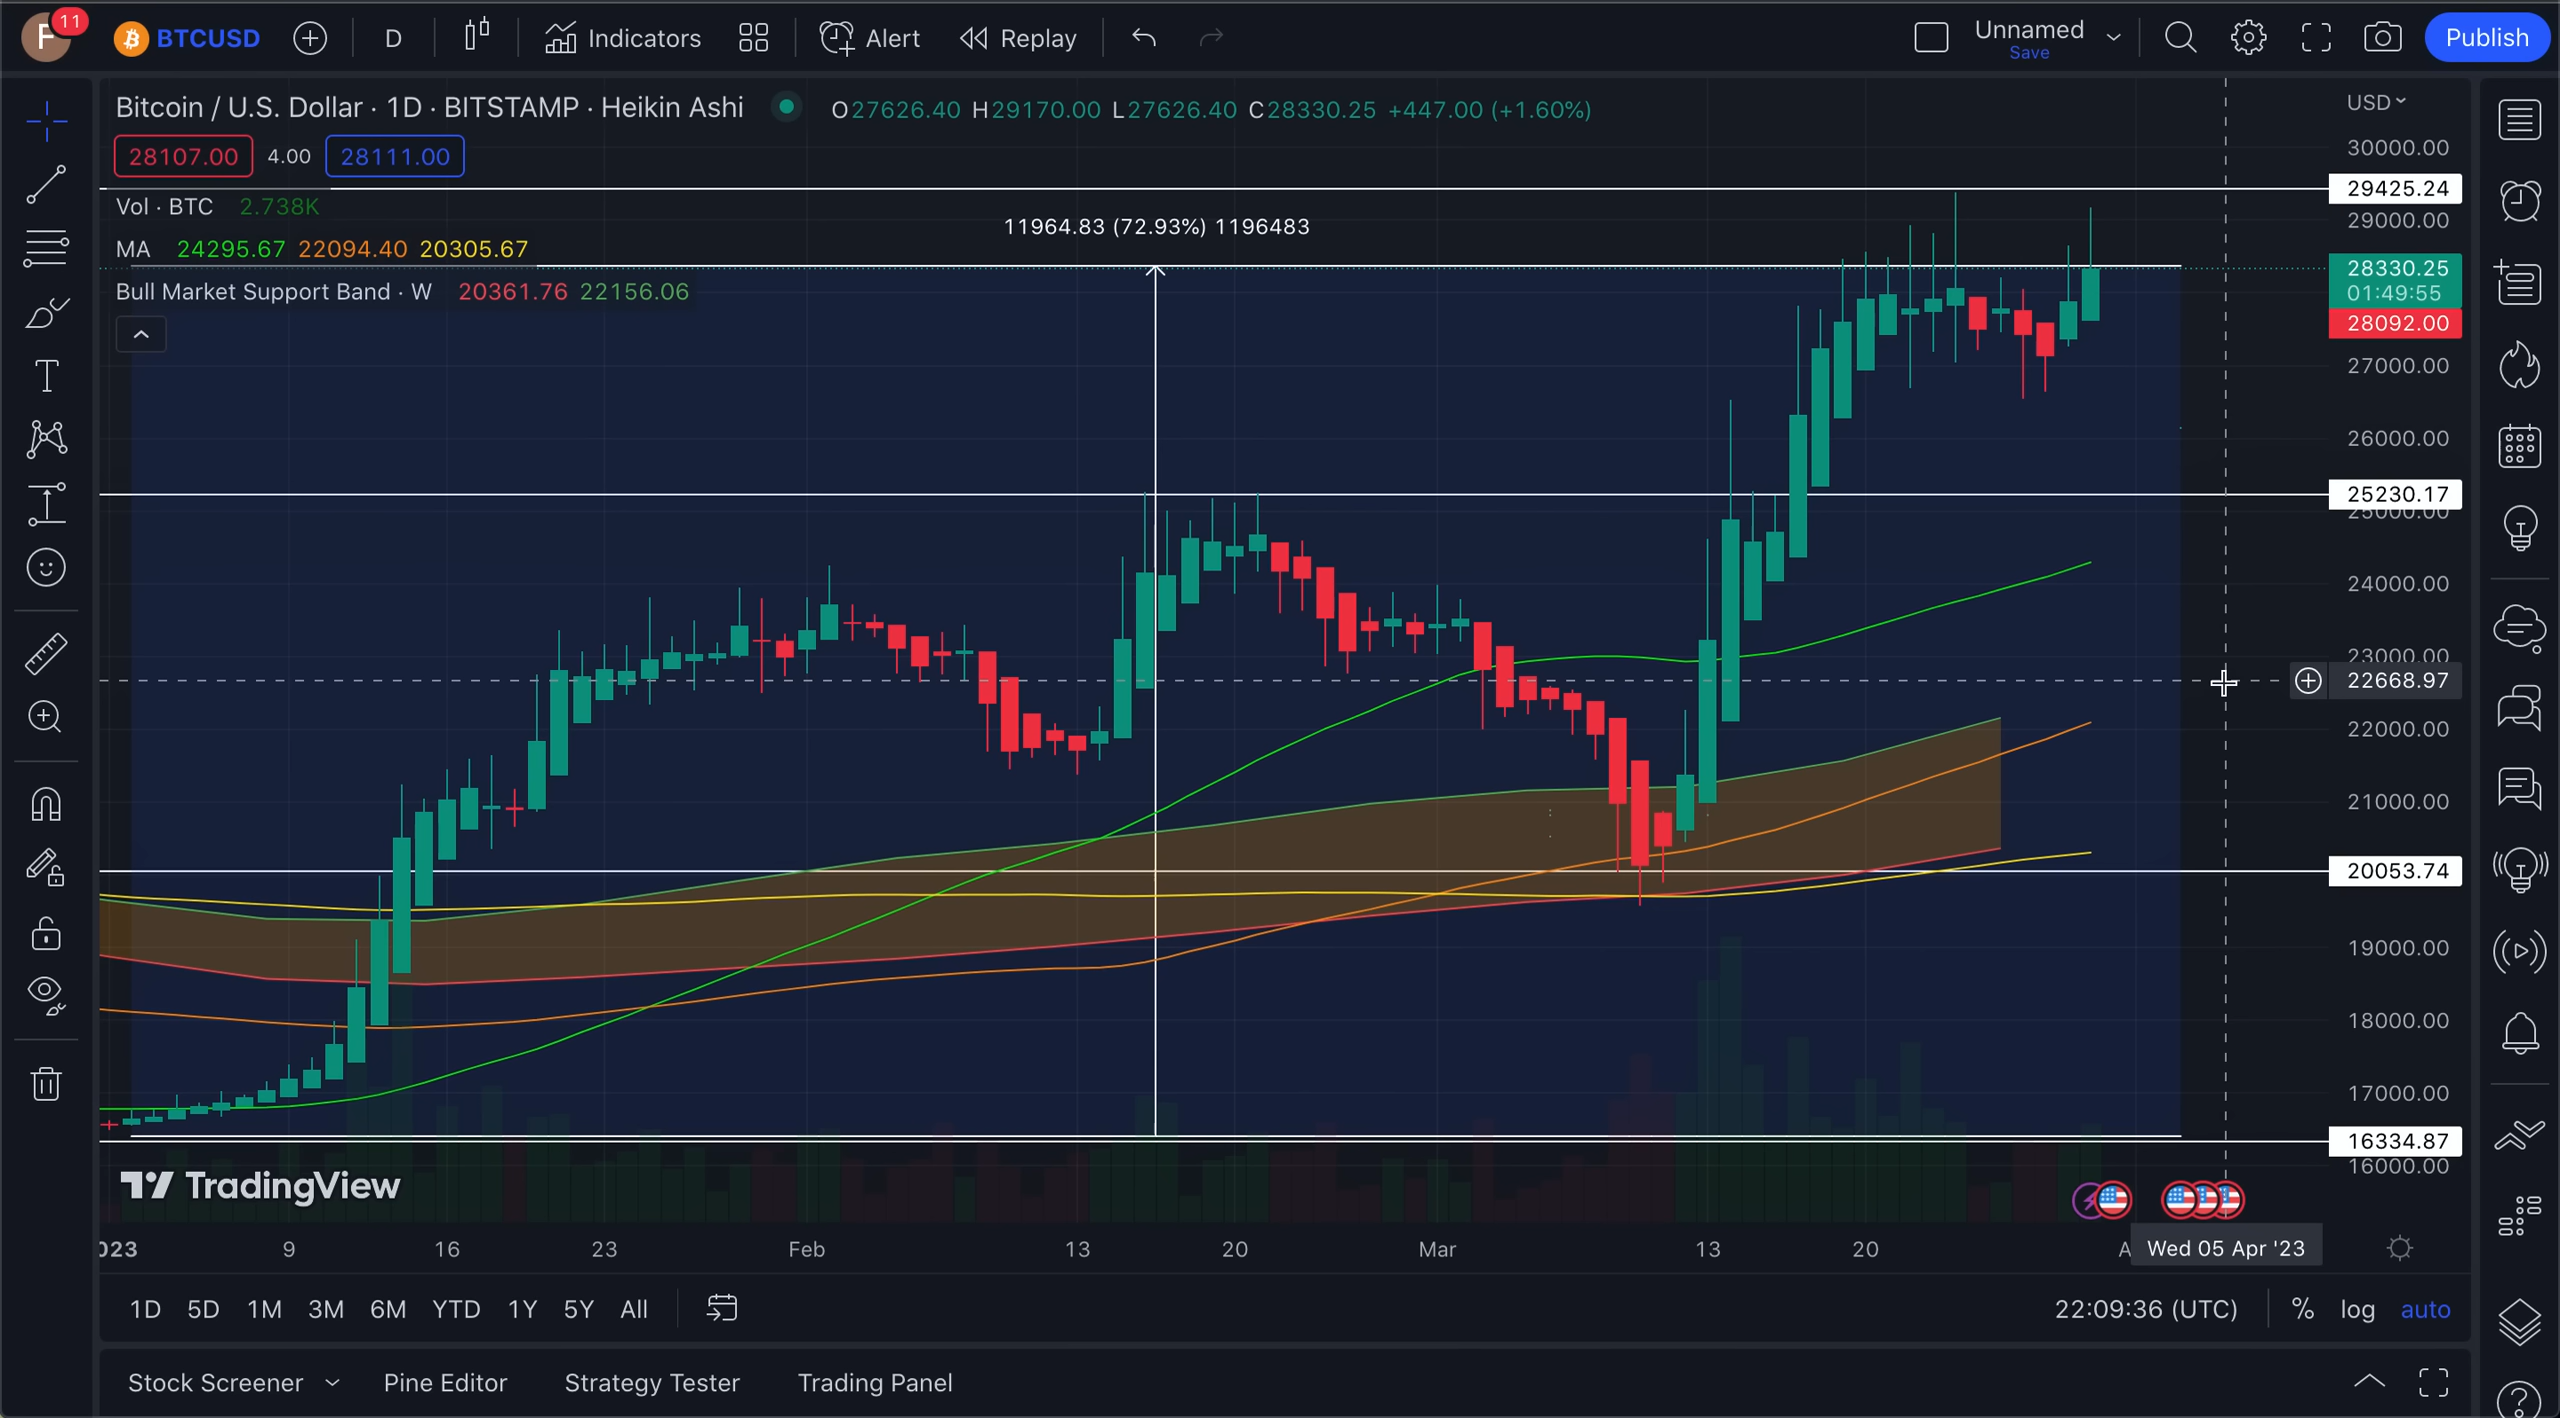 F 11 BTCUSD D Indicators Alert Replay Unnamed Save Publish
Bitcoin / U.S. Dollar · 1D · BITSTAMP · Heikin Ashi O27626.40 H29170.00 L27626.40 C28330.25 +447.00 (+1.60%)
28107.00 4.00 28111.00
Vol · BTC 2.738K
MA 24295.67 22094.40 20305.67
Bull Market Support Band · W 20361.76 22156.06
11964.83 (72.93%) 1196483
USD
30000.00
29425.24
29000.00
28330.25
01:49:55
28092.00
27000.00
26000.00
25230.17
25000.00
24000.00
23000.00
22668.97
22000.00
21000.00
20053.74
19000.00
18000.00
17000.00
16334.87
16000.00
TradingView
023 9 16 23 Feb 13 20 Mar 13 20 A Wed 05 Apr '23
1D 5D 1M 3M 6M YTD 1Y 5Y All 22:09:36 (UTC) % log auto
Stock Screener Pine Editor Strategy Tester Trading Panel